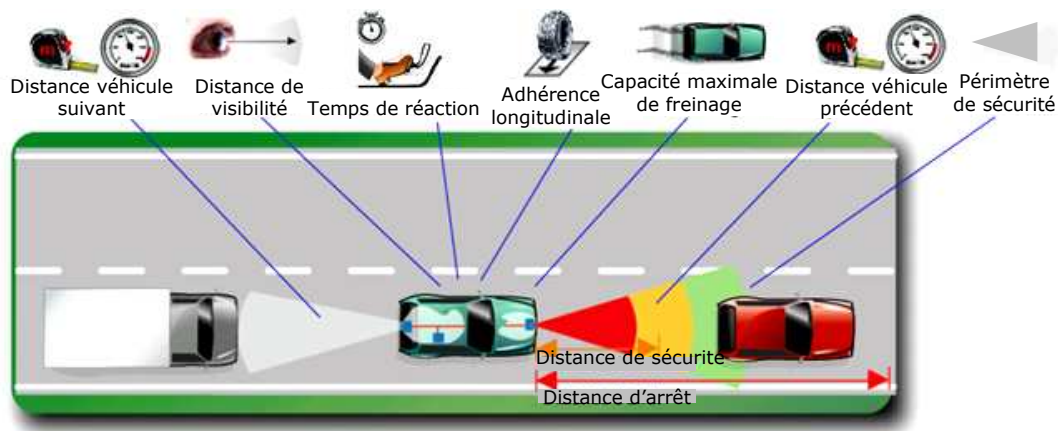 Distance véhicule
suivant
Distance de
visibilité
Temps de réaction
Adhérence
longitudinale
Capacité maximale
de freinage
Distance véhicule
précédent
Périmètre
de sécurité
Distance de sécurité
Distance d'arrêt